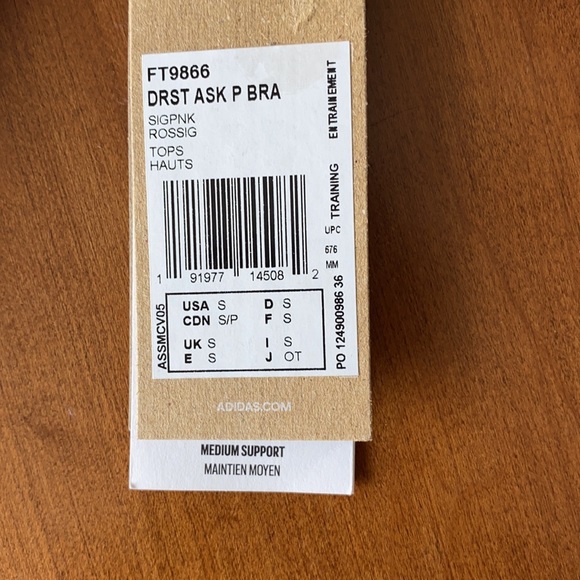 FT9866
DRST ASK P BRA
SIGPNK
ROSSIG
TOPS
HAUTS
TRAINING ENTRAINEMENT
UPC
676
MM
1 91977 14508 2
ASSMCV05
USA S D S
CDN S/P F S
UK S I S
E S J OT
PO 124900986 36
ADIDAS.COM
MEDIUM SUPPORT
MAINTIEN MOYEN